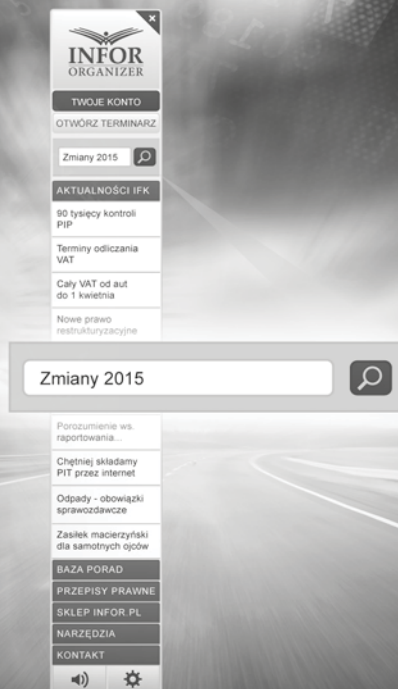 INFOR
ORGANIZER
TWOJE KONTO
OTWÓRZ TERMINARZ
Zmiany 2015
AKTUALNOŚCI IFK
90 tysięcy kontroli
PIP
Terminy odliczania
VAT
Cały VAT od aut
do 1 kwietnia
Nowe prawo
restrukturyzacyjne
Zmiany 2015
Porozumienie ws.
raportowania...
Chętniej składamy
PIT przez internet
Odpady - obowiązki
sprawozdawcze
Zasiłek macierzyński
dla samotnych ojców
BAZA PORAD
PRZEPISY PRAWNE
SKLEP INFOR.PL
NARZĘDZIA
KONTAKT